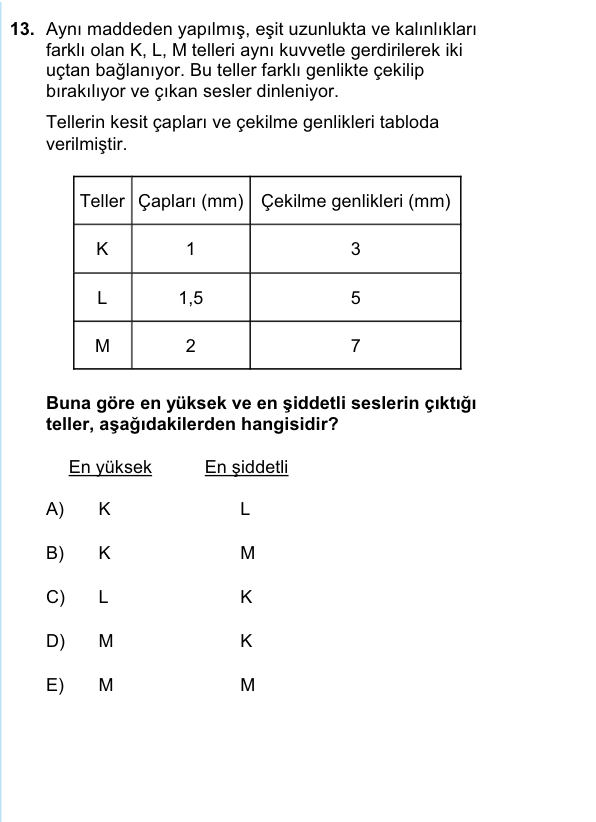 13. Aynı maddeden yapılmış, eşit uzunlukta ve kalınlıkları
farklı olan K, L, M telleri aynı kuvvetle gerdirilerek iki
uçtan bağlanıyor. Bu teller farklı genlikte çekilip
bırakılıyor ve çıkan sesler dinleniyor.
Tellerin kesit çapları ve çekilme genlikleri tabloda
verilmiştir.
Teller Çapları (mm) Çekilme genlikleri (mm)
K 1 3
L 1,5 5
M 2 7
Buna göre en yüksek ve en şiddetli seslerin çıktığı
teller, aşağıdakilerden hangisidir?
En yüksek En şiddetli
A) K L
B) K M
C) L K
D) M K
E) M M